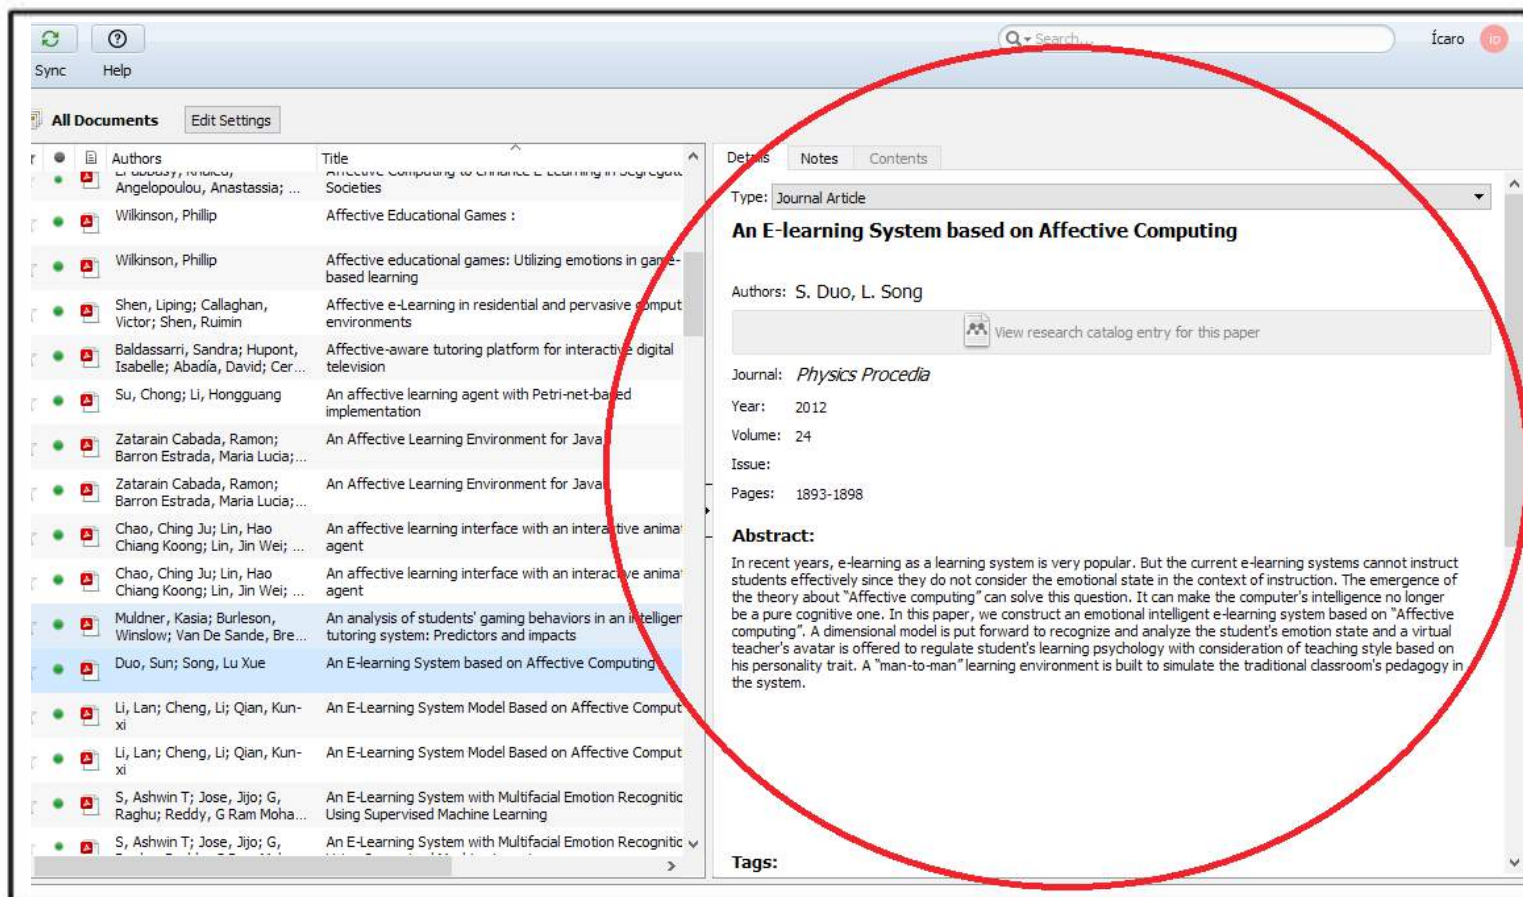 Search...
Ícaro
io
Sync Help
All Documents Edit Settings
Authors Title
Angelopoulou, Anastassia; ... Societies
Wilkinson, Phillip Affective Educational Games :
Wilkinson, Phillip Affective educational games: Utilizing emotions in game-
based learning
Shen, Liping; Callaghan, Affective e-Learning in residential and pervasive comput
Victor; Shen, Ruimin environments
Baldassarri, Sandra; Hupont, Affective-aware tutoring platform for interactive digital
Isabelle; Abadía, David; Cer... television
Su, Chong; Li, Hongguang An affective learning agent with Petri-net-based
implementation
Zatarain Cabada, Ramon; An Affective Learning Environment for Java
Barron Estrada, Maria Lucia;...
Zatarain Cabada, Ramon; An Affective Learning Environment for Java
Barron Estrada, Maria Lucia;...
Chao, Ching Ju; Lin, Hao An affective learning interface with an interactive animat
Chiang Koong; Lin, Jin Wei; ... agent
Chao, Ching Ju; Lin, Hao An affective learning interface with an interactive animat
Chiang Koong; Lin, Jin Wei; ... agent
Muldner, Kasia; Burleson, An analysis of students' gaming behaviors in an intelligen
Winslow; Van De Sande, Bre... tutoring system: Predictors and impacts
Duo, Sun; Song, Lu Xue An E-learning System based on Affective Computing
Li, Lan; Cheng, Li; Qian, Kun- An E-Learning System Model Based on Affective Comput
xi
Li, Lan; Cheng, Li; Qian, Kun- An E-Learning System Model Based on Affective Comput
xi
S, Ashwin T; Jose, Jijo; G, An E-Learning System with Multifacial Emotion Recognitio
Raghu; Reddy, G Ram Moha... Using Supervised Machine Learning
S, Ashwin T; Jose, Jijo; G, An E-Learning System with Multifacial Emotion Recognitio
Details Notes Contents
Type: Journal Article
An E-learning System based on Affective Computing
Authors: S. Duo, L. Song
View research catalog entry for this paper
Journal: Physics Procedia
Year: 2012
Volume: 24
Issue:
Pages: 1893-1898
Abstract:
In recent years, e-learning as a learning system is very popular. But the current e-learning systems cannot instruct
students effectively since they do not consider the emotional state in the context of instruction. The emergence of
the theory about "Affective computing" can solve this question. It can make the computer's intelligence no longer
be a pure cognitive one. In this paper, we construct an emotional intelligent e-learning system based on "Affective
computing". A dimensional model is put forward to recognize and analyze the student's emotion state and a virtual
teacher's avatar is offered to regulate student's learning psychology with consideration of teaching style based on
his personality trait. A "man-to-man" learning environment is built to simulate the traditional classroom's pedagogy in
the system.
Tags: